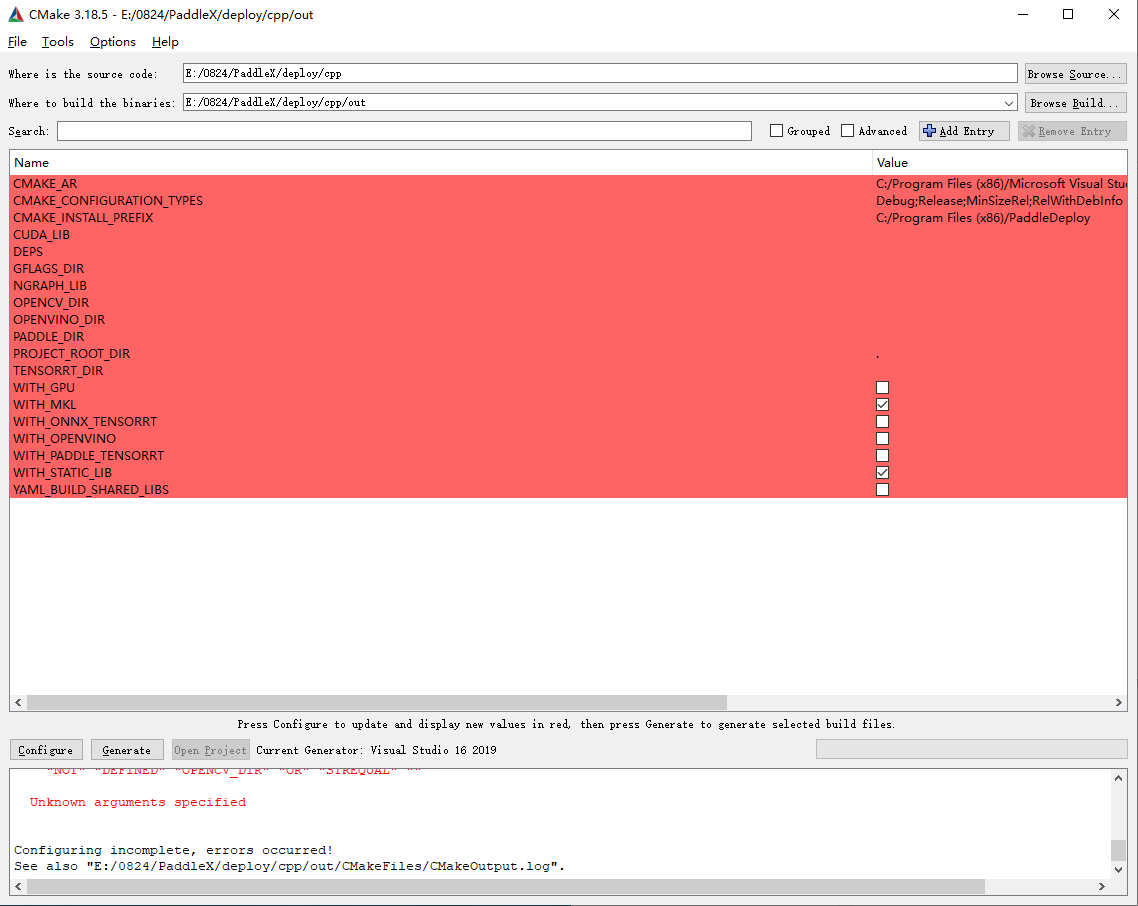 CMake 3.18.5 - E:/0824/PaddleX/deploy/cpp/out
File Tools Options Help
Where is the source code: E:/0824/PaddleX/deploy/cpp Browse Source...
Where to build the binaries: E:/0824/PaddleX/deploy/cpp/out Browse Build...
Search: Grouped Advanced Add Entry Remove Entry
Name Value
CMAKE_AR C:/Program Files (x86)/Microsoft Visual Stu
CMAKE_CONFIGURATION_TYPES Debug;Release;MinSizeRel;RelWithDebInfo
CMAKE_INSTALL_PREFIX C:/Program Files (x86)/PaddleDeploy
CUDA_LIB
DEPS
GFLAGS_DIR
NGRAPH_LIB
OPENCV_DIR
OPENVINO_DIR
PADDLE_DIR
PROJECT_ROOT_DIR .
TENSORRT_DIR
WITH_GPU
WITH_MKL
WITH_ONNX_TENSORRT
WITH_OPENVINO
WITH_PADDLE_TENSORRT
WITH_STATIC_LIB
YAML_BUILD_SHARED_LIBS
Press Configure to update and display new values in red, then press Generate to generate selected build files.
Configure Generate Open Project Current Generator: Visual Studio 16 2019
"NOT" "DEFINED" "OPENCV_DIR" "OR" "STREQUAL" ""
Unknown arguments specified
Configuring incomplete, errors occurred!
See also "E:/0824/PaddleX/deploy/cpp/out/CMakeFiles/CMakeOutput.log".